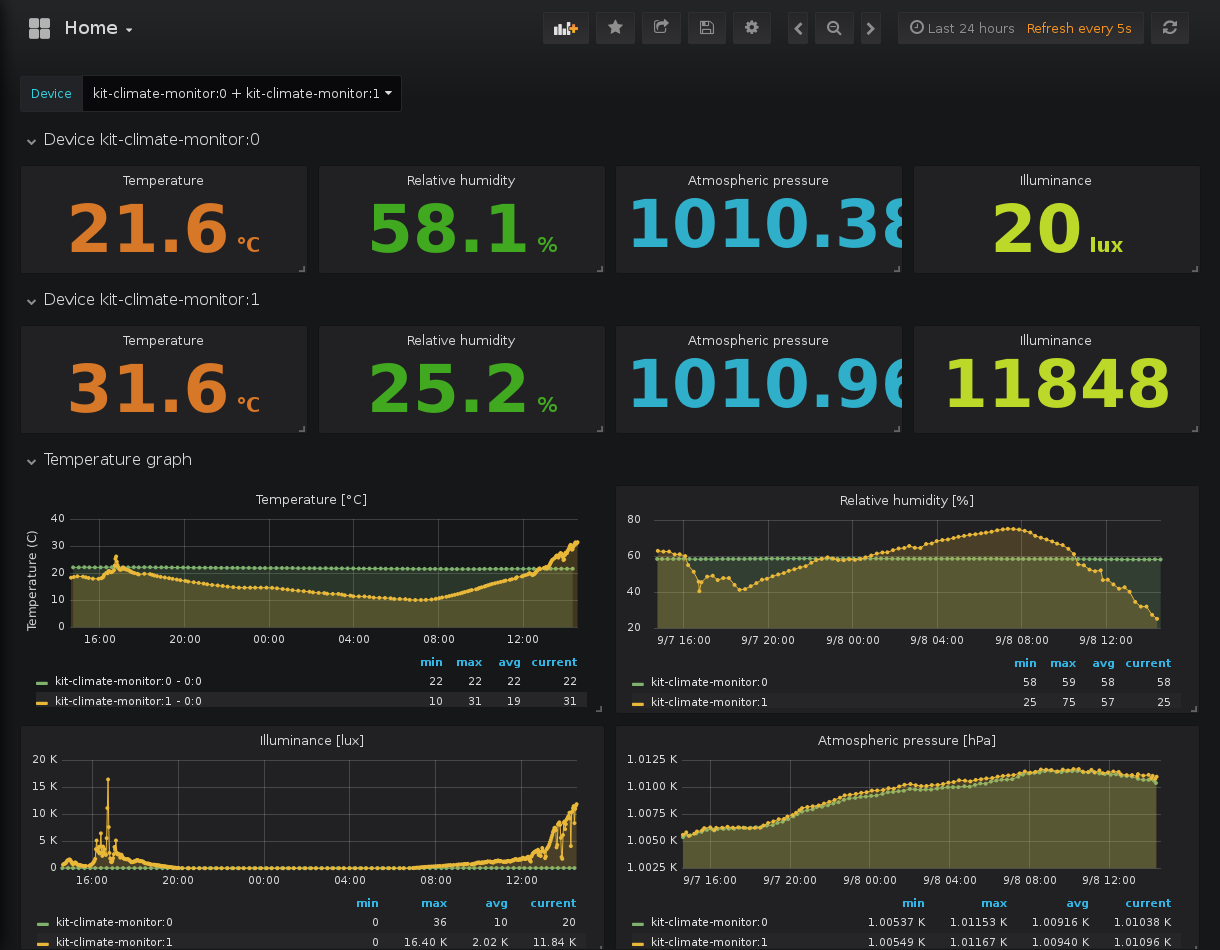 Home
Last 24 hours Refresh every 5s
Device kit-climate-monitor:0 + kit-climate-monitor:1
Device kit-climate-monitor:0
Temperature Relative humidity Atmospheric pressure Illuminance
21.6 °C 58.1 % 1010.38 20 lux
Device kit-climate-monitor:1
Temperature Relative humidity Atmospheric pressure Illuminance
31.6 °C 25.2 % 1010.96 11848
Temperature graph
Temperature [°C]
Temperature (C)
40
30
20
10
0
16:00 20:00 00:00 04:00 08:00 12:00
min max avg current
kit-climate-monitor:0 - 0:0 22 22 22 22
kit-climate-monitor:1 - 0:0 10 31 19 31
Relative humidity [%]
80
60
40
20
9/7 16:00 9/7 20:00 9/8 00:00 9/8 04:00 9/8 08:00 9/8 12:00
min max avg current
kit-climate-monitor:0 58 59 58 58
kit-climate-monitor:1 25 75 57 25
Illuminance [lux]
20 K
15 K
10 K
5 K
0
16:00 20:00 00:00 04:00 08:00 12:00
min max avg current
kit-climate-monitor:0 0 36 10 20
kit-climate-monitor:1 0 16.40 K 2.02 K 11.84 K
Atmospheric pressure [hPa]
1.0125 K
1.0100 K
1.0075 K
1.0050 K
1.0025 K
9/7 16:00 9/7 20:00 9/8 00:00 9/8 04:00 9/8 08:00 9/8 12:00
min max avg current
kit-climate-monitor:0 1.00537 K 1.01153 K 1.00916 K 1.01038 K
kit-climate-monitor:1 1.00549 K 1.01167 K 1.00940 K 1.01096 K